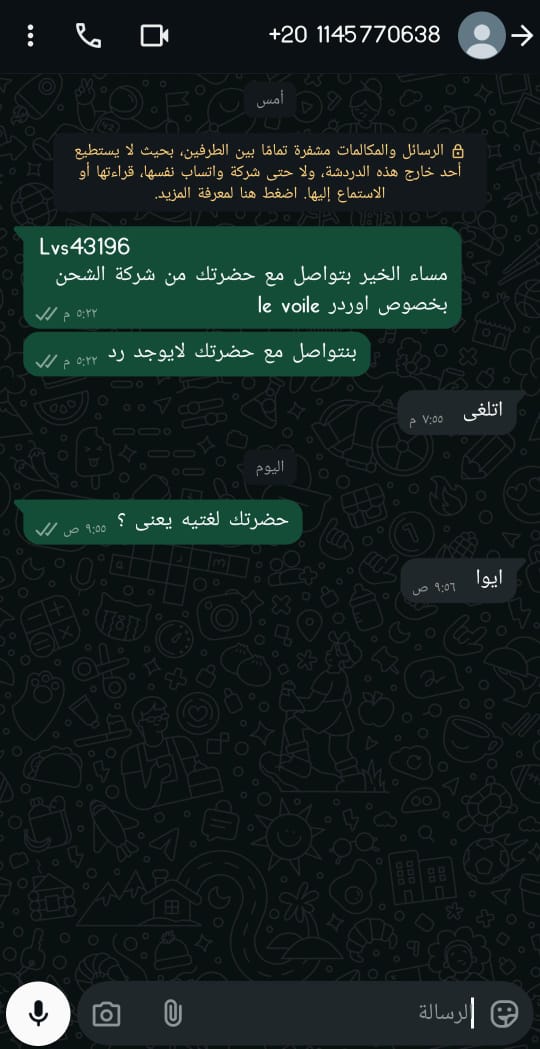 +20 1145770638
أمس
الرسائل والمكالمات مشفرة تمامًا بين الطرفين، بحيث لا يستطيع
أحد خارج هذه الدردشة، ولا حتى شركة واتساب نفسها، قراءتها أو
الاستماع إليها. اضغط هنا لمعرفة المزيد.
Lvs43196
مساء الخير بتواصل مع حضرتك من شركة الشحن
بخصوص اوردر le voile
٥:٢٢ م
بنتواصل مع حضرتك لايوجد رد
٥:٢٢ م
اتلغى
٧:٥٥ م
اليوم
حضرتك لغتيه يعنى ؟
٩:٥٥ ص
ايوا
٩:٥٦ ص
الرسالة